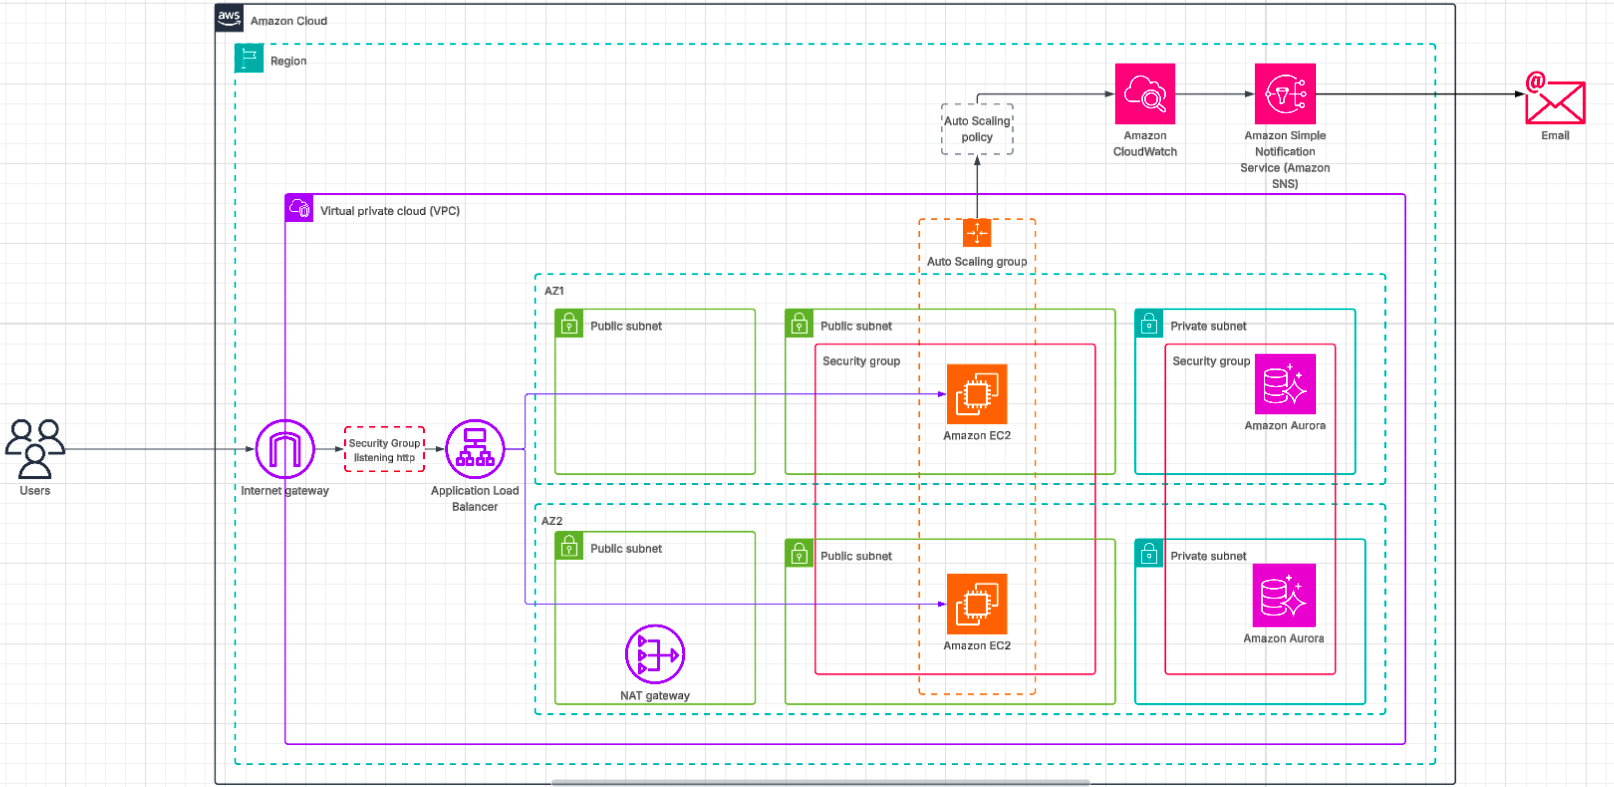 aws
Amazon Cloud
Region
Auto Scaling
policy
Amazon
CloudWatch
Amazon Simple
Notification
Service (Amazon
SNS)
@
Email
Virtual private cloud (VPC)
Auto Scaling group
AZ1
Public subnet
Public subnet
Private subnet
Security group
Security group
Amazon EC2
Amazon Aurora
Users
Internet gateway
Security Group
listening http
Application Load
Balancer
AZ2
Public subnet
Public subnet
Private subnet
Amazon EC2
Amazon Aurora
NAT gateway